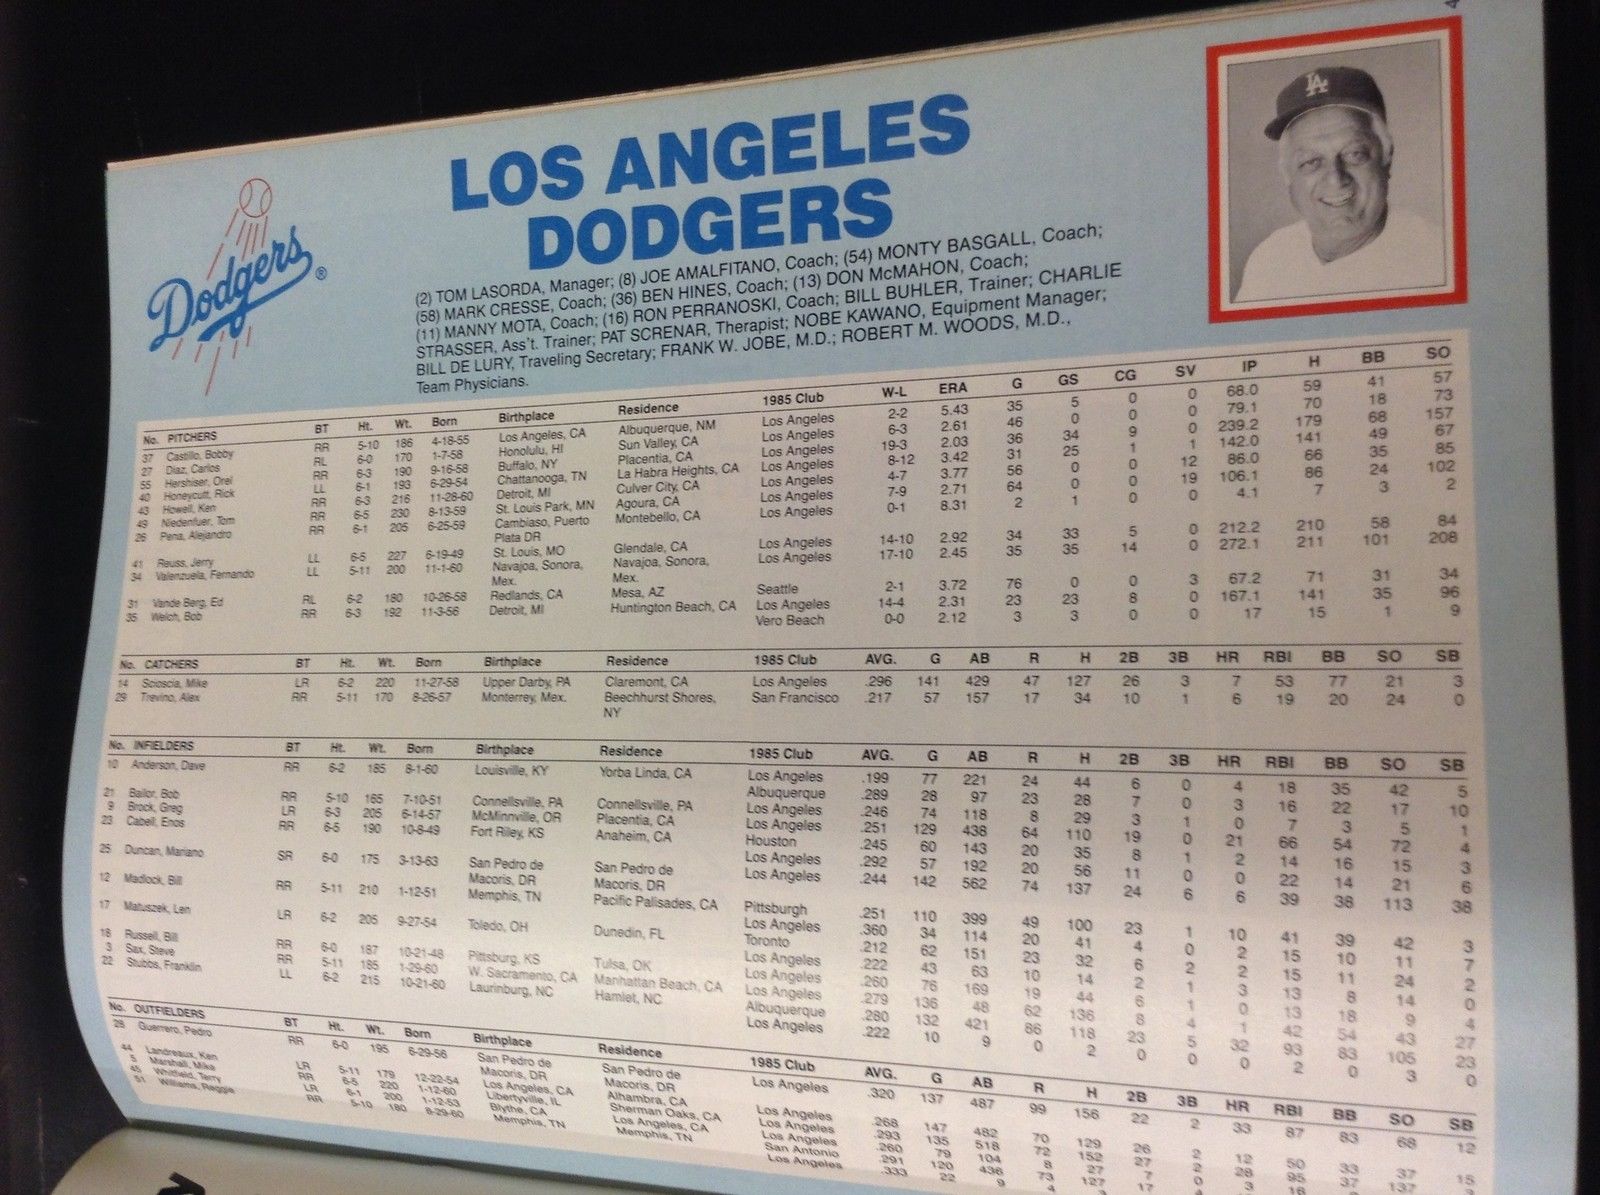 LOS ANGELES
DODGERS
Dodgers®
LA
(2) TOM LASORDA, Manager; (8) JOE AMALFITANO, Coach; (54) MONTY BASGALL, Coach;
(58) MARK CRESSE, Coach; (36) BEN HINES, Coach; (13) DON McMAHON, Coach;
(11) MANNY MOTA, Coach; (16) RON PERRANOSKI, Coach; BILL BUHLER, Trainer; CHARLIE
STRASSER, Ass't. Trainer; PAT SCRENAR, Therapist; NOBE KAWANO, Equipment Manager;
BILL DE LURY, Traveling Secretary; FRANK W. JOBE, M.D.; ROBERT M. WOODS, M.D.,
Team Physicians.
No. PITCHERS BT Ht. Wt. Born Birthplace Residence 1985 Club W-L ERA G GS CG SV IP H BB SO
37 Castillo, Bobby RR 5-10 186 4-18-55 Los Angeles, CA Albuquerque, NM Los Angeles 2-2 5.43 35 5 0 0 68.0 59 41 57
27 Diaz, Carlos RL 6-0 170 1-7-58 Honolulu, HI Sun Valley, CA Los Angeles 6-3 2.61 46 0 0 0 79.1 70 18 73
55 Hershiser, Orel RR 6-3 190 9-16-58 Buffalo, NY Placentia, CA Los Angeles 19-3 2.03 36 34 9 0 239.2 179 68 157
40 Honeycutt, Rick LL 6-1 193 6-29-54 Chattanooga, TN La Habra Heights, CA Los Angeles 8-12 3.42 31 25 1 1 142.0 141 49 67
43 Howell, Ken RR 6-3 216 11-28-60 Detroit, MI Culver City, CA Los Angeles 4-7 3.77 56 0 0 12 86.0 66 35 85
49 Niedenfuer, Tom RR 6-5 230 8-13-59 St. Louis Park, MN Agoura, CA Los Angeles 7-9 2.71 64 0 0 19 106.1 86 24 102
26 Pena, Alejandro RR 6-1 205 6-25-59 Cambiaso, Puerto Montebello, CA Los Angeles 0-1 8.31 2 1 0 0 4.1 7 3 2
Plata DR
41 Reuss, Jerry LL 6-5 227 6-19-49 St. Louis, MO Glendale, CA Los Angeles 14-10 2.92 34 33 5 0 212.2 210 58 84
34 Valenzuela, Fernando LL 5-11 200 11-1-60 Navajoa, Sonora, Navajoa, Sonora, Los Angeles 17-10 2.45 35 35 14 0 272.1 211 101 208
Mex. Mex.
31 Vande Berg, Ed RL 6-2 180 10-26-58 Redlands, CA Mesa, AZ Seattle 2-1 3.72 76 0 0 3 67.2 71 31 34
35 Welch, Bob RR 6-3 192 11-3-56 Detroit, MI Huntington Beach, CA Los Angeles 14-4 2.31 23 23 8 0 167.1 141 35 96
Vero Beach 0-0 2.12 3 3 0 0 17 15 1 9
No. CATCHERS BT Ht. Wt. Born Birthplace Residence 1985 Club AVG. G AB R H 2B 3B HR RBI BB SO SB
14 Scioscia, Mike LR 6-2 220 11-27-58 Upper Darby, PA Claremont, CA Los Angeles .296 141 429 47 127 26 3 7 53 77 21 3
29 Trevino, Alex RR 5-11 170 8-26-57 Monterrey, Mex. Beechhurst Shores, San Francisco .217 57 157 17 34 10 1 6 19 20 24 0
NY
No. INFIELDERS BT Ht. Wt. Born Birthplace Residence 1985 Club AVG. G AB R H 2B 3B HR RBI BB SO SB
10 Anderson, Dave RR 6-2 185 8-1-60 Louisville, KY Yorba Linda, CA Los Angeles .199 77 221 24 44 6 0 4 18 35 42 5
Albuquerque .289 28 97 23 28 7 0 3 16 22 17 10
21 Bailor, Bob RR 5-10 165 7-10-51 Connellsville, PA Connellsville, PA Los Angeles .246 74 118 8 29 3 1 0 7 3 5 1
9 Brock, Greg LR 6-3 205 6-14-57 McMinnville, OR Placentia, CA Los Angeles .251 129 438 64 110 19 0 21 66 54 72 4
23 Cabell, Enos RR 6-5 190 10-8-49 Fort Riley, KS Anaheim, CA Houston .245 60 143 20 35 8 1 2 14 16 15 3
Los Angeles .292 57 192 20 56 11 0 0 22 14 21 6
25 Duncan, Mariano SR 6-0 175 3-13-63 San Pedro de San Pedro de Los Angeles .244 142 562 74 137 24 6 6 39 38 113 38
Macoris, DR Macoris, DR
12 Madlock, Bill RR 5-11 210 1-12-51 Memphis, TN Pacific Palisades, CA Pittsburgh .251 110 399 49 100 23 1 10 41 39 42 3
Los Angeles .360 34 114 20 41 4 0 2 15 10 11 7
17 Matuszek, Len LR 6-2 205 9-27-54 Toledo, OH Dunedin, FL Toronto .212 62 151 23 32 6 2 2 15 11 24 2
Los Angeles .222 43 63 10 14 2 1 3 13 8 14 0
18 Russell, Bill RR 6-0 187 10-21-48 Pittsburg, KS Tulsa, OK Los Angeles .260 76 169 19 44 6 1 0 13 18 9 4
3 Sax, Steve RR 5-11 185 1-29-60 W. Sacramento, CA Manhattan Beach, CA Los Angeles .279 136 48 62 136 8 4 1 42 54 43 27
22 Stubbs, Franklin LL 6-2 215 10-21-60 Laurinburg, NC Hamlet, NC Albuquerque .280 132 421 86 118 23 5 32 93 83 105 23
Los Angeles .222 10 9 0 2 0 0 0 2 0 3 0
No. OUTFIELDERS BT Ht. Wt. Born Birthplace Residence 1985 Club AVG. G AB R H 2B 3B HR RBI BB SO SB
28 Guerrero, Pedro RR 6-0 195 6-29-56 San Pedro de San Pedro de Los Angeles .320 137 487 99 156 22 2 33 87 83 68 12
Macoris, DR Macoris, DR
44 Landreaux, Ken LR 5-11 179 12-22-54 Los Angeles, CA Alhambra, CA Los Angeles .268 147 482 70 129 26 2 12 50 33 37 15
5 Marshall, Mike RR 6-5 220 1-12-60 Libertyville, IL Sherman Oaks, CA Los Angeles .293 135 518 72 152 27 2 28 95 37 137
45 Whitfield, Terry LR 6-1 200 1-12-53 Blythe, CA Los Angeles, CA Los Angeles .260 79 104 8 27 7 0 3 16
51 Williams, Reggie RR 5-10 180 8-29-60 Memphis, TN Memphis, TN San Antonio .291 120 436 73 127 17
Los Angeles .333 22 9 4 3